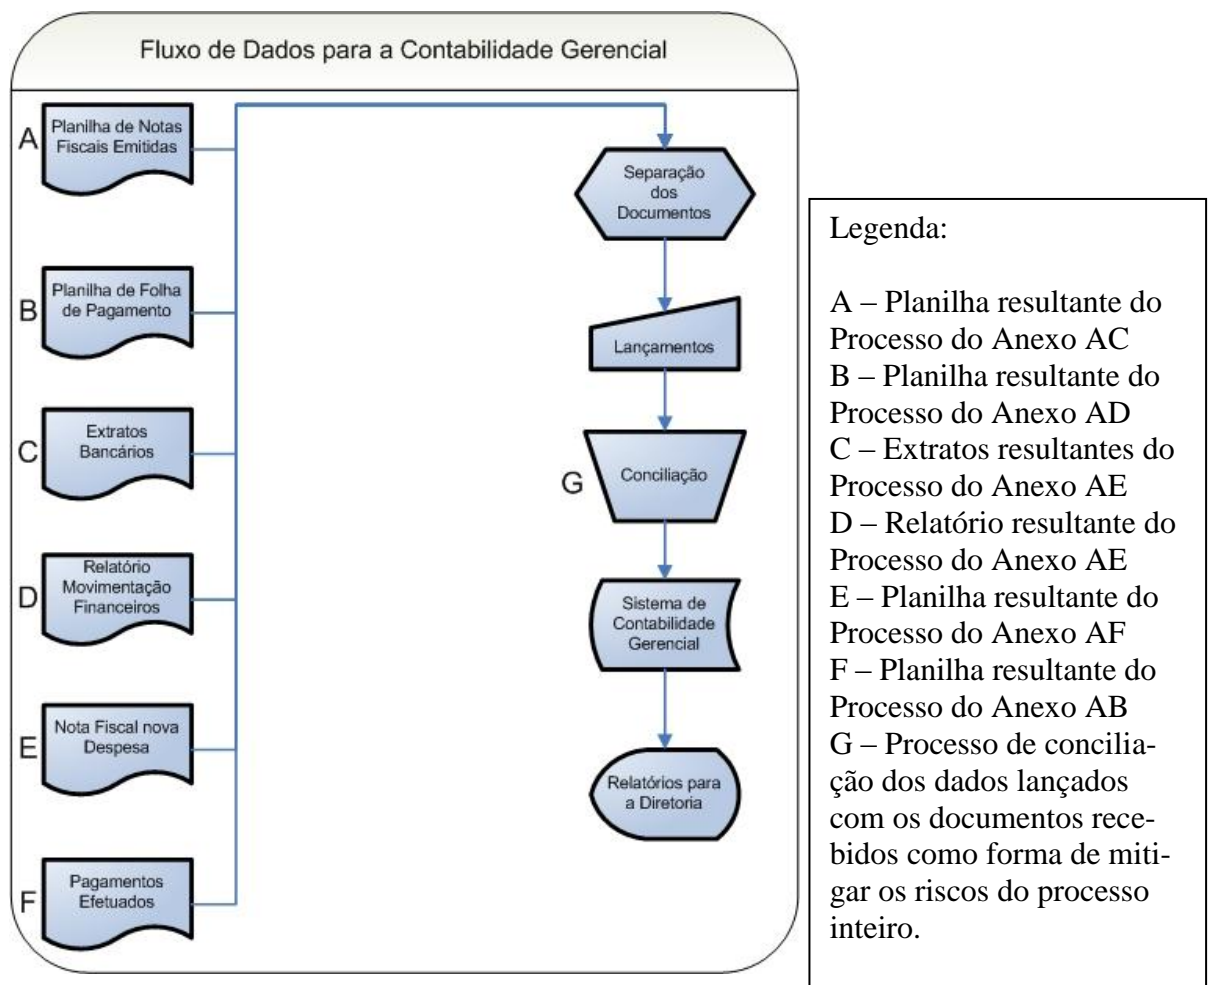 Fluxo de Dados para a Contabilidade Gerencial
A
Planilha de Notas
Fiscais Emitidas
B
Planilha de Folha
de Pagamento
C
Extratos
Bancários
D
Relatório
Movimentação
Financeiros
E
Nota Fiscal nova
Despesa
F
Pagamentos
Efetuados
Separação
dos
Documentos
Lançamentos
G
Conciliação
Sistema de
Contabilidade
Gerencial
Relatórios para
a Diretoria
Legenda:
A – Planilha resultante do
Processo do Anexo AC
B – Planilha resultante do
Processo do Anexo AD
C – Extratos resultantes do
Processo do Anexo AE
D – Relatório resultante do
Processo do Anexo AE
E – Planilha resultante do
Processo do Anexo AF
F – Planilha resultante do
Processo do Anexo AB
G – Processo de concilia-
ção dos dados lançados
com os documentos rece-
bidos como forma de miti-
gar os riscos do processo
inteiro.